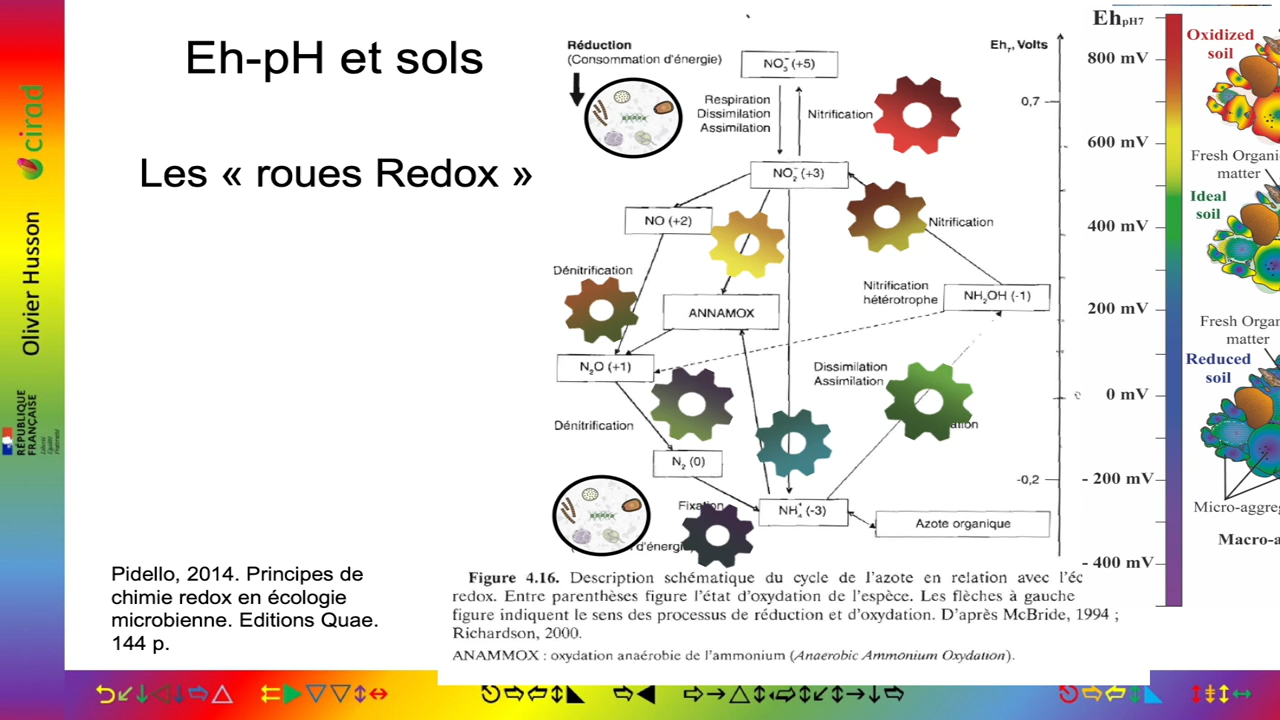 Eh-pH et sols
Les « roues Redox »
cirad
Olivier Husson
RÉPUBLIQUE
FRANÇAISE
Liberté
Égalité
Fraternité
Pidello, 2014. Principes de
chimie redox en écologie
microbienne. Editions Quae.
144 p.
Réduction
(Consommation d'énergie)
NO₃⁻ (+5)
Eh₇, Volts
Respiration
Dissimilation
Assimilation
Nitrification
0,7
NO₂⁻ (+3)
NO (+2)
Nitrification
Dénitrification
Nitrification
hétérotrophe
NH₂OH (-1)
ANNAMOX
N₂O (+1)
Dissimilation
Assimilation
Dénitrification
N₂ (0)
-0,2
NH₄⁺ (-3)
Azote organique
d'énergie
Figure 4.16. Description schématique du cycle de l'azote en relation avec l'éc
redox. Entre parenthèses figure l'état d'oxydation de l'espèce. Les flèches à gauche
figure indiquent le sens des processus de réduction et d'oxydation. D'après McBride, 1994 ;
Richardson, 2000.
ANAMMOX : oxydation anaérobie de l'ammonium (Anaerobic Ammonium Oxydation).
EhpH7
800 mV
600 mV
400 mV
200 mV
0 mV
- 200 mV
- 400 mV
Oxidized
soil
Fresh Organi
matter
Ideal
soil
Fresh Organ
matter
Reduced
soil
Micro-aggreg
Macro-a